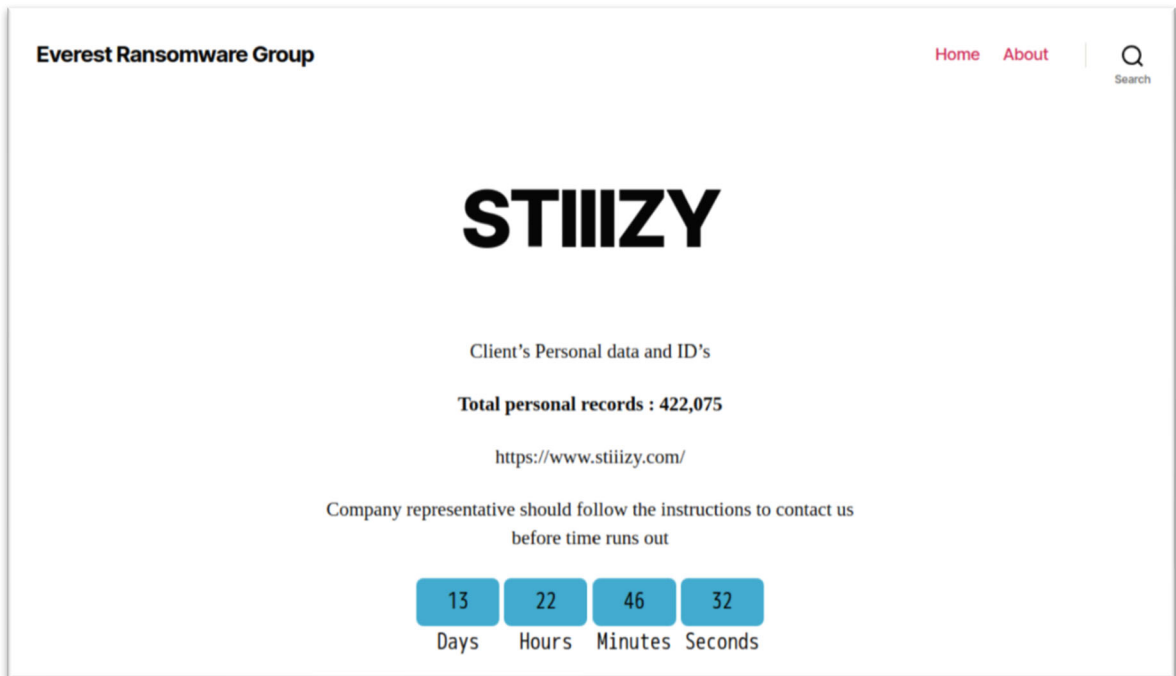 Everest Ransomware Group
Home About
Search
STIIIZY
Client’s Personal data and ID’s
Total personal records : 422,075
https://www.stiiizy.com/
Company representative should follow the instructions to contact us
before time runs out
13 22 46 32
Days Hours Minutes Seconds